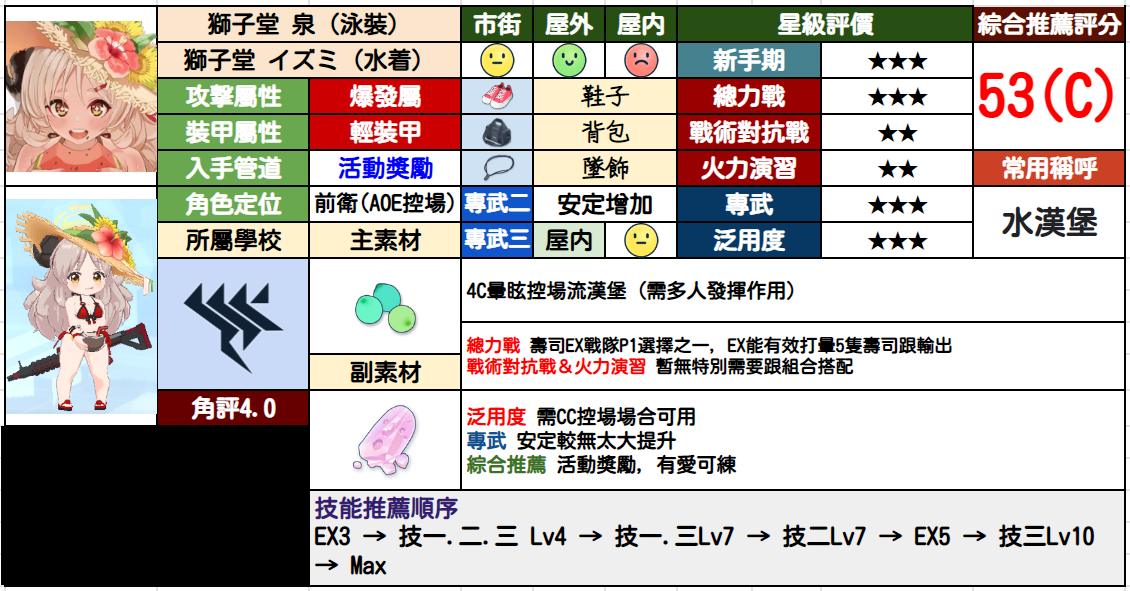 獅子堂 泉（泳裝）
市街 屋外 屋内
星級評價
綜合推薦評分
獅子堂 イズミ（水着）
新手期 ★★★
53(C)
攻擊屬性 爆發屬 鞋子 總力戰 ★★★
裝甲屬性 輕裝甲 背包 戰術對抗戰 ★★
入手管道 活動獎勵 墜飾 火力演習 ★★ 常用稱呼
角色定位 前衛(AOE控場) 專武二 安定增加 專武 ★★★
水漢堡
所屬學校 主素材 專武三 屋内 泛用度 ★★★
4C暈眩控場流漢堡（需多人發揮作用）
總力戰 壽司EX戰隊P1選擇之一，EX能有效打暈5隻壽司跟輸出
戰術對抗戰＆火力演習 暫無特別需要跟組合搭配
副素材
角評4.0
泛用度 需CC控場場合可用
專武 安定較無太大提升
綜合推薦 活動獎勵，有愛可練
技能推薦順序
EX3 → 技一.二.三 Lv4 → 技一.三Lv7 → 技二Lv7 → EX5 → 技三Lv10
→ Max